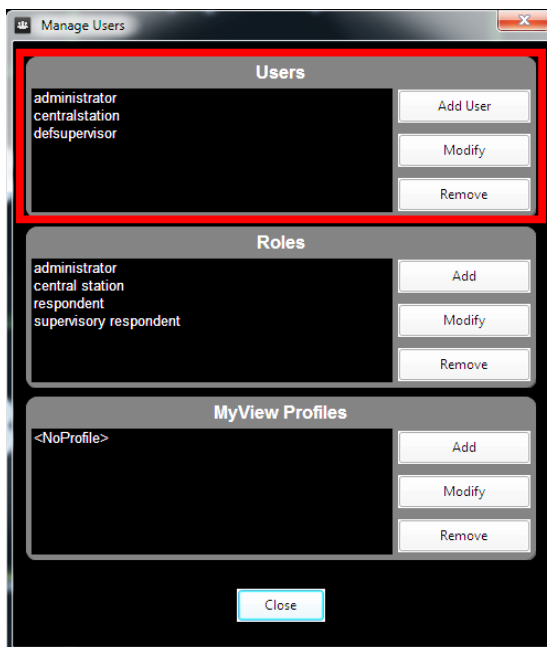 Manage Users
x
Users
administrator
centralstation
defsupervisor
Add User
Modify
Remove
Roles
administrator
central station
respondent
supervisory respondent
Add
Modify
Remove
MyView Profiles
<NoProfile>
Add
Modify
Remove
Close